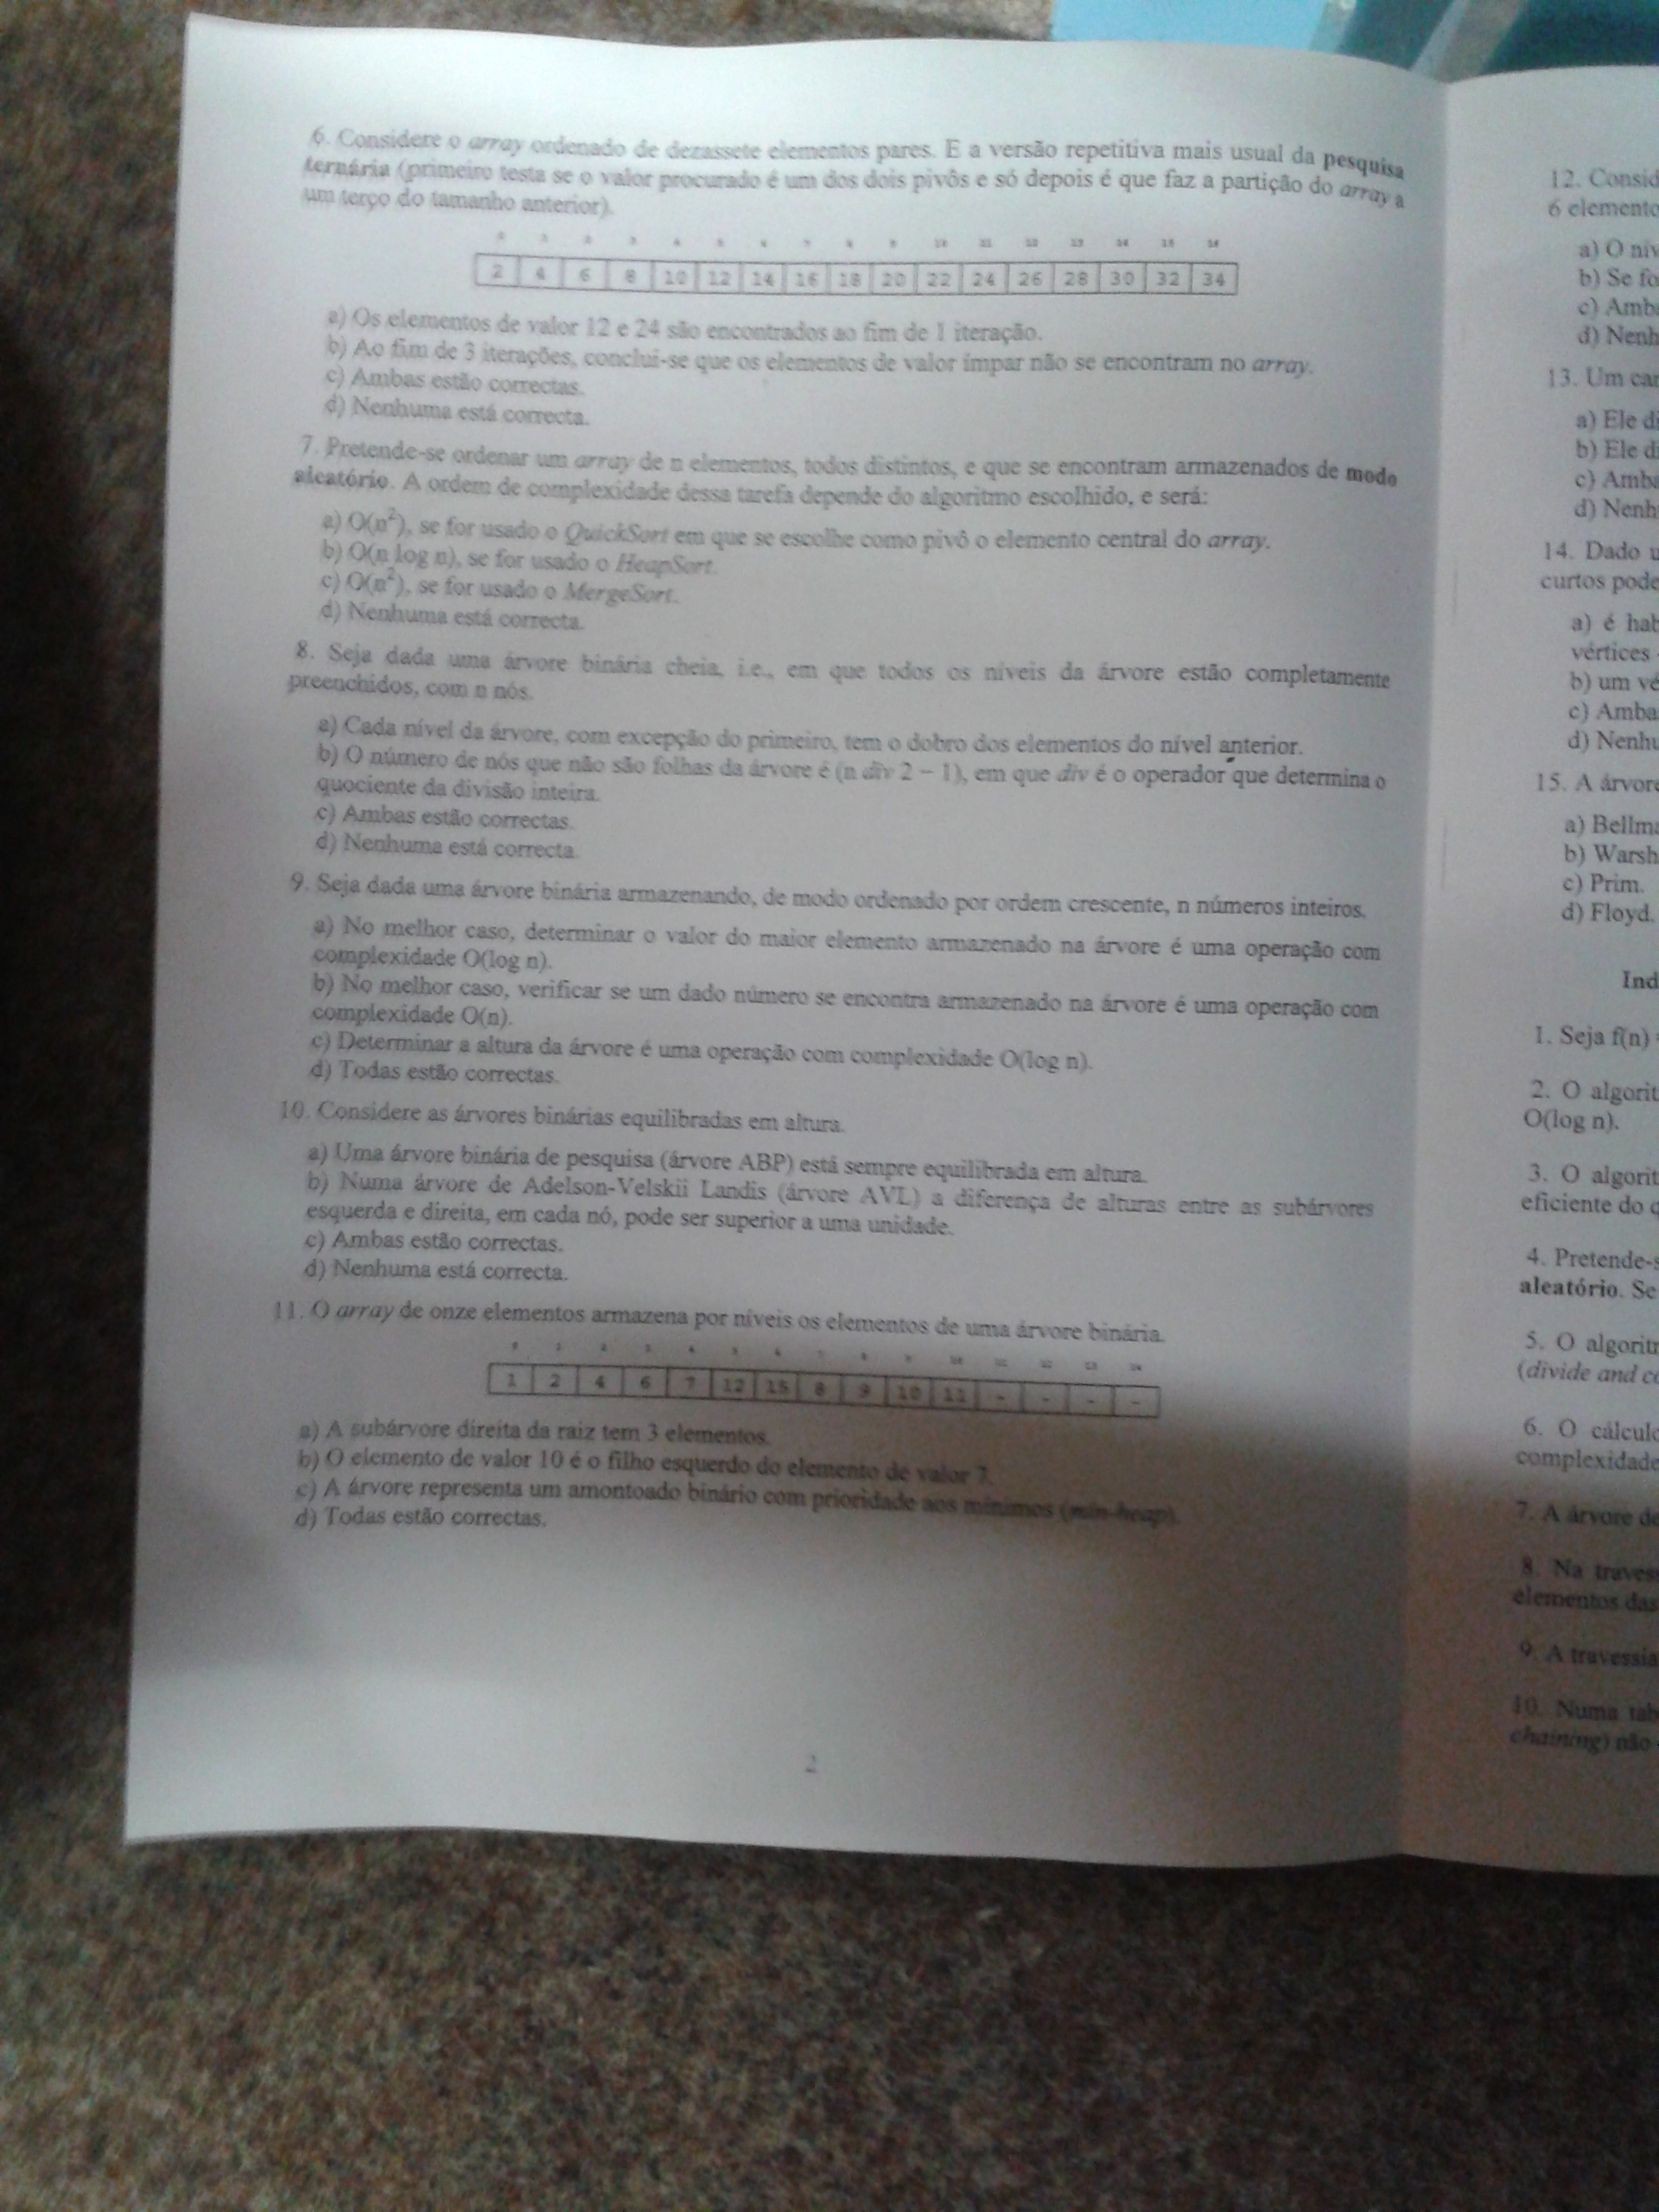 6. Considere o array ordenado de dezassete elementos pares. E a versão repetitiva mais usual da pesquisa
ternária (primeiro testa se o valor procurado é um dos dois pivôs e só depois é que faz a partição do array a
um terço do tamanho anterior).
0 1 2 3 4 5 6 7 8 9 10 11 12 13 14 15 16
2 4 6 8 10 12 14 16 18 20 22 24 26 28 30 32 34
a) Os elementos de valor 12 e 24 são encontrados ao fim de 1 iteração.
b) Ao fim de 3 iterações, conclui-se que os elementos de valor ímpar não se encontram no array.
c) Ambas estão correctas.
d) Nenhuma está correcta.
7. Pretende-se ordenar um array de n elementos, todos distintos, e que se encontram armazenados de modo
aleatório. A ordem de complexidade dessa tarefa depende do algoritmo escolhido, e será:
a) O(n²), se for usado o QuickSort em que se escolhe como pivô o elemento central do array.
b) O(n log n), se for usado o HeapSort.
c) O(n²), se for usado o MergeSort.
d) Nenhuma está correcta.
8. Seja dada uma árvore binária cheia, i.e., em que todos os níveis da árvore estão completamente
preenchidos, com n nós.
a) Cada nível da árvore, com excepção do primeiro, tem o dobro dos elementos do nível anterior.
b) O número de nós que não são folhas da árvore é (n div 2 – 1), em que div é o operador que determina o
quociente da divisão inteira.
c) Ambas estão correctas.
d) Nenhuma está correcta.
9. Seja dada uma árvore binária armazenando, de modo ordenado por ordem crescente, n números inteiros.
a) No melhor caso, determinar o valor do maior elemento armazenado na árvore é uma operação com
complexidade O(log n).
b) No melhor caso, verificar se um dado número se encontra armazenado na árvore é uma operação com
complexidade O(n).
c) Determinar a altura da árvore é uma operação com complexidade O(log n).
d) Todas estão correctas.
10. Considere as árvores binárias equilibradas em altura.
a) Uma árvore binária de pesquisa (árvore ABP) está sempre equilibrada em altura.
b) Numa árvore de Adelson-Velskii Landis (árvore AVL) a diferença de alturas entre as subárvores
esquerda e direita, em cada nó, pode ser superior a uma unidade.
c) Ambas estão correctas.
d) Nenhuma está correcta.
11. O array de onze elementos armazena por níveis os elementos de uma árvore binária.
0 1 2 3 4 5 6 7 8 9 10 11 12 13 14
1 2 4 6 7 12 15 8 9 10 11 - - - -
a) A subárvore direita da raiz tem 3 elementos.
b) O elemento de valor 10 é o filho esquerdo do elemento de valor 7.
c) A árvore representa um amontoado binário com prioridade aos mínimos (min-heap).
d) Todas estão correctas.
2
12. Consid
6 elemento
a) O nív
b) Se fo
c) Amba
d) Nenh
13. Um car
a) Ele di
b) Ele di
c) Amba
d) Nenh
14. Dado u
curtos pode
a) é hab
vértices
b) um vé
c) Amba
d) Nenhu
15. A árvore
a) Bellma
b) Warsh
c) Prim.
d) Floyd.
Ind
1. Seja f(n)
2. O algorit
O(log n).
3. O algorit
eficiente do q
4. Pretende-s
aleatório. Se
5. O algoritm
(divide and co
6. O cálculo
complexidade
7. A árvore de
8. Na traves
elementos das
9. A travessia
10. Numa tab
chaining) não